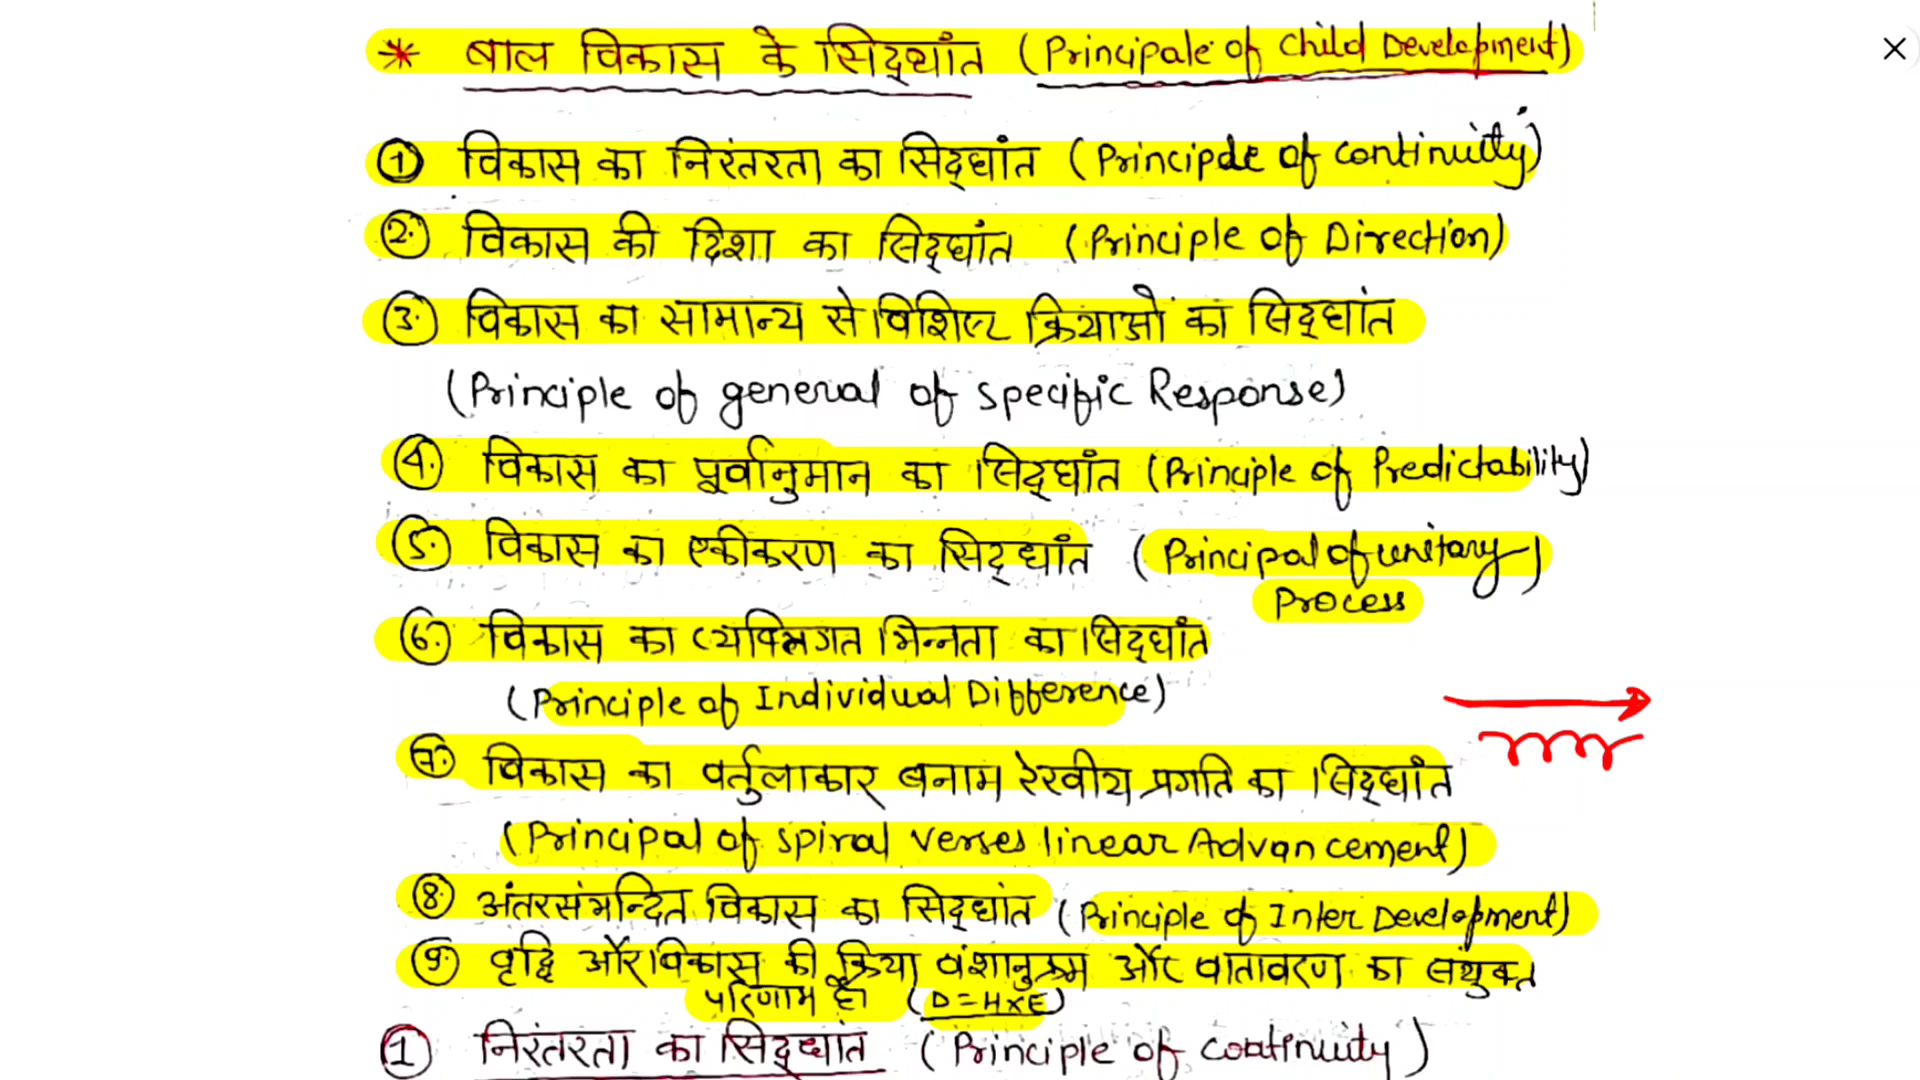 * बाल विकास के सिद्धांत (Principale of Child Development)
① विकास का निरंतरता का सिद्धांत (Principle of continuity)
② विकास की दिशा का सिद्धांत (Principle of Direction)
③ विकास का सामान्य से विशिष्ट क्रियाओं का सिद्धांत
(Principle of general of specific Response)
④ विकास का पूर्वानुमान का सिद्धांत (Principle of Predictability)
⑤ विकास का एकीकरण का सिद्धांत (Principal of unitary)
Process
⑥ विकास का व्यक्तिगत भिन्नता का सिद्धांत
(Principle of Individual Difference)
⑦ विकास का वर्तुलाकार बनाम रेखीय प्रगति का सिद्धांत
(Principal of spiral verses linear Advancement)
⑧ अंतरसंबन्दित विकास का सिद्धांत (Principle of Inter Development)
⑨ वृद्धि और विकास की क्रिया वंशानुक्रम और वातावरण का संयुक्त
परिणाम है। (D=H×E)
① निरंतरता का सिद्धांत (Principle of continuity)